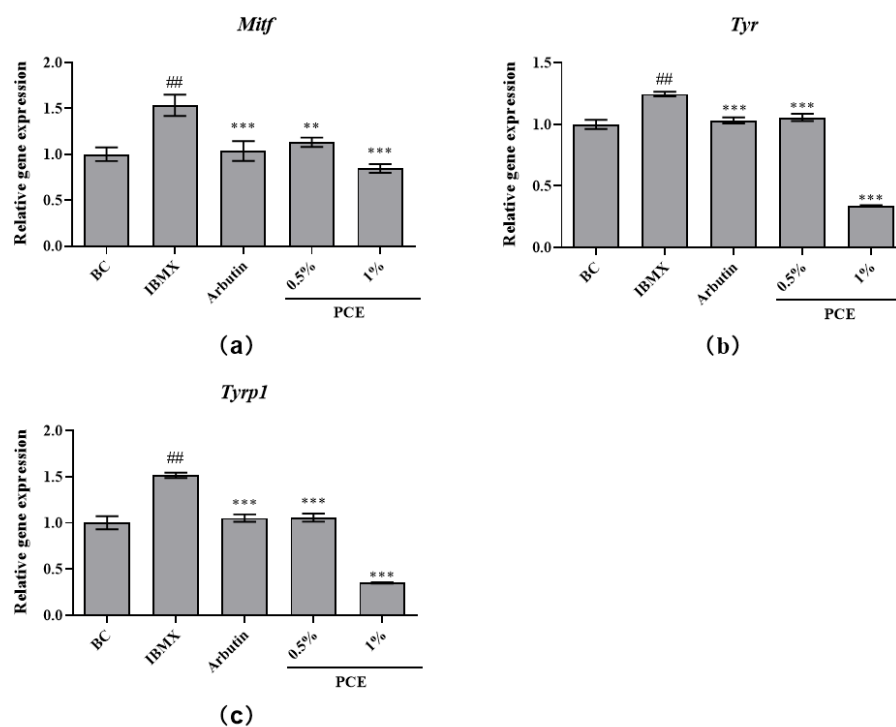 Mitf
Relative gene expression
2.0
1.5
1.0
0.5
0.0
##
***
**
***
BC
IBMX
Arbutin
0.5%
1%
PCE
(a)
Tyr
Relative gene expression
1.5
1.0
0.5
0.0
##
***
***
***
BC
IBMX
Arbutin
0.5%
1%
PCE
(b)
Tyrp1
Relative gene expression
2.0
1.5
1.0
0.5
0.0
##
***
***
***
BC
IBMX
Arbutin
0.5%
1%
PCE
(c)